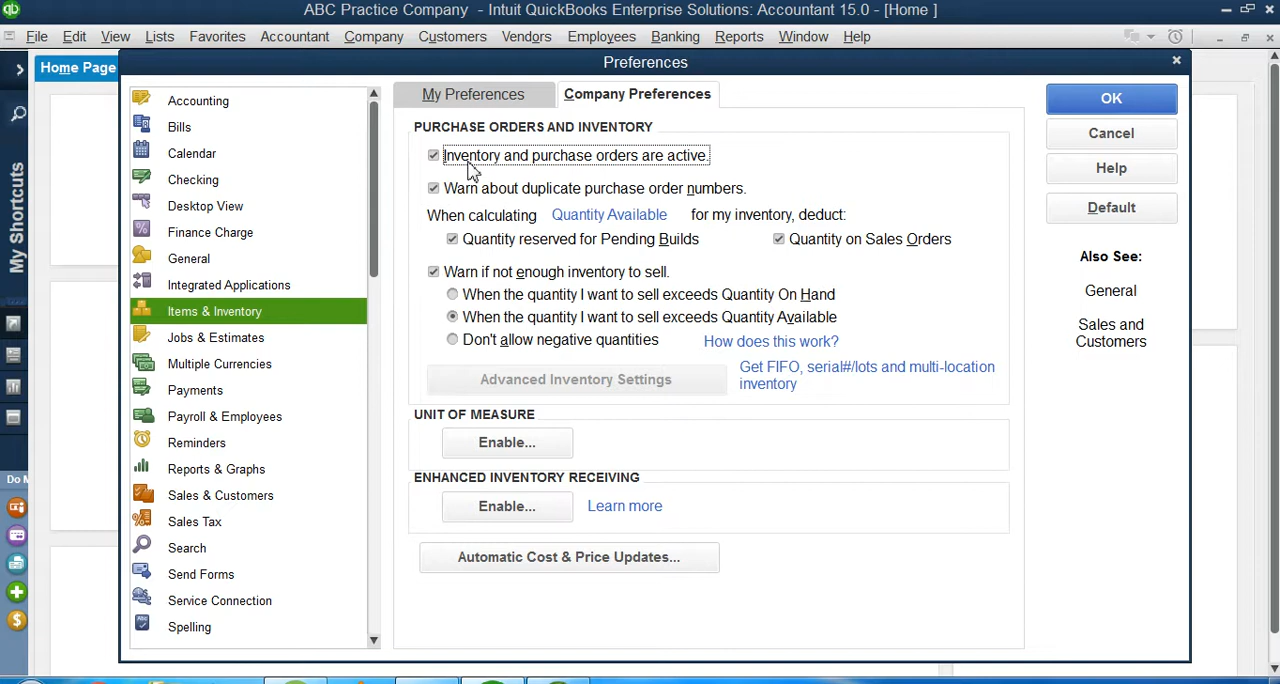 qb ABC Practice Company - Intuit QuickBooks Enterprise Solutions: Accountant 15.0 - [Home ]
File Edit View Lists Favorites Accountant Company Customers Vendors Employees Banking Reports Window Help
Home Page
Preferences
My Shortcuts
Do M
Accounting
Bills
Calendar
Checking
Desktop View
Finance Charge
General
Integrated Applications
Items & Inventory
Jobs & Estimates
Multiple Currencies
Payments
Payroll & Employees
Reminders
Reports & Graphs
Sales & Customers
Sales Tax
Search
Send Forms
Service Connection
Spelling
My Preferences Company Preferences
PURCHASE ORDERS AND INVENTORY
Inventory and purchase orders are active.
Warn about duplicate purchase order numbers.
When calculating Quantity Available for my inventory, deduct:
Quantity reserved for Pending Builds Quantity on Sales Orders
Warn if not enough inventory to sell.
When the quantity I want to sell exceeds Quantity On Hand
When the quantity I want to sell exceeds Quantity Available
Don't allow negative quantities How does this work?
Advanced Inventory Settings
Get FIFO, serial#/lots and multi-location
inventory
UNIT OF MEASURE
Enable...
ENHANCED INVENTORY RECEIVING
Enable... Learn more
Automatic Cost & Price Updates...
OK
Cancel
Help
Default
Also See:
General
Sales and
Customers